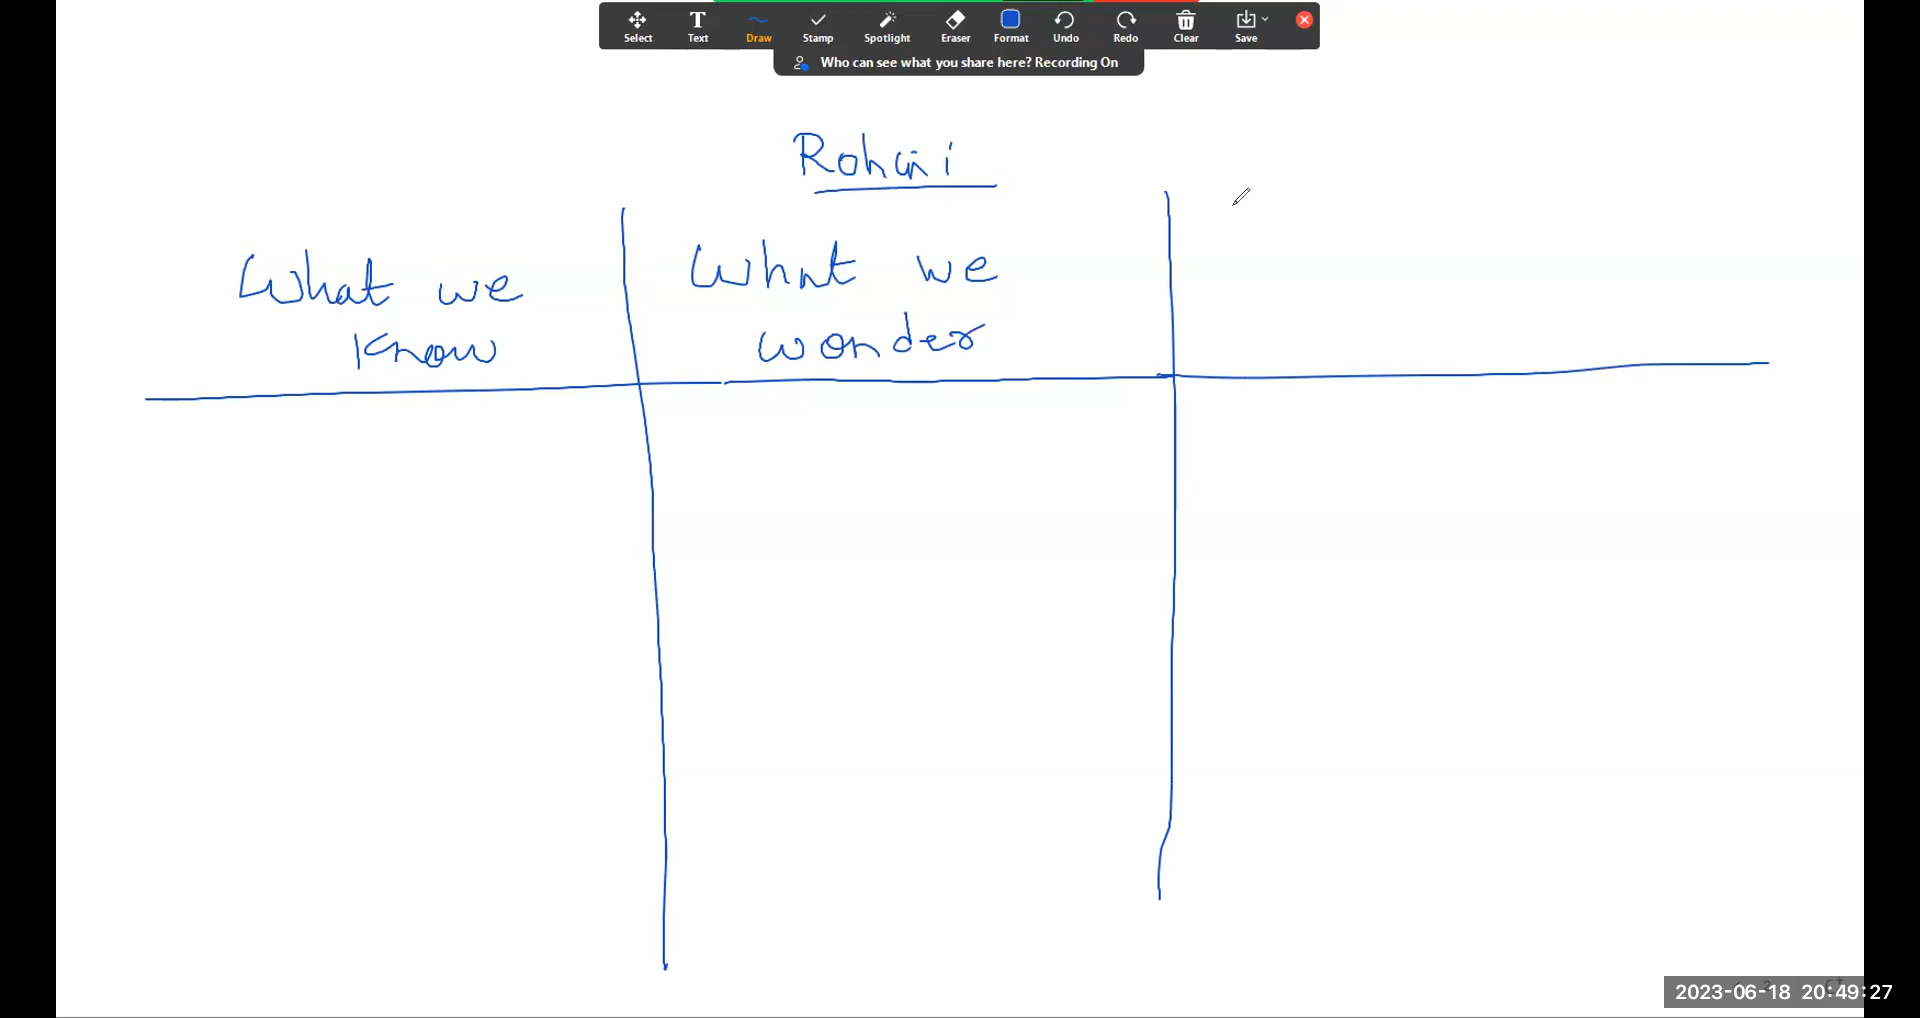 Select Text Draw Stamp Spotlight Eraser Format Undo Redo Clear Save
Who can see what you share here? Recording On
What we
Know
What we
wonder
2023-06-18 20:49:27